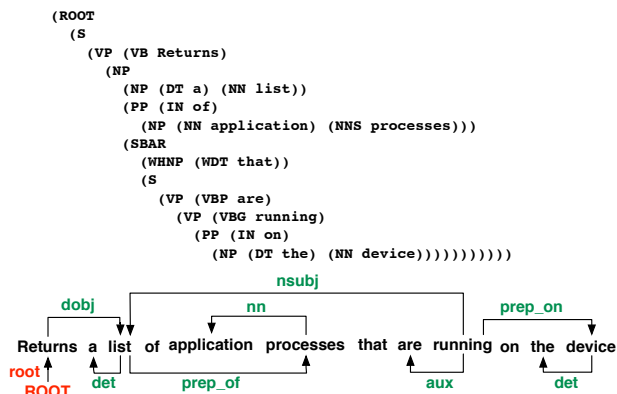 (ROOT
(S
(VP (VB Returns)
(NP
(NP (DT a) (NN list))
(PP (IN of)
(NP (NN application) (NNS processes)))
(SBAR
(WHNP (WDT that))
(S
(VP (VBP are)
(VP (VBG running)
(PP (IN on)
(NP (DT the) (NN device)))))))))))
nsubj
dobj nn prep_on
Returns a list of application processes that are running on the device
root det prep_of aux det
ROOT